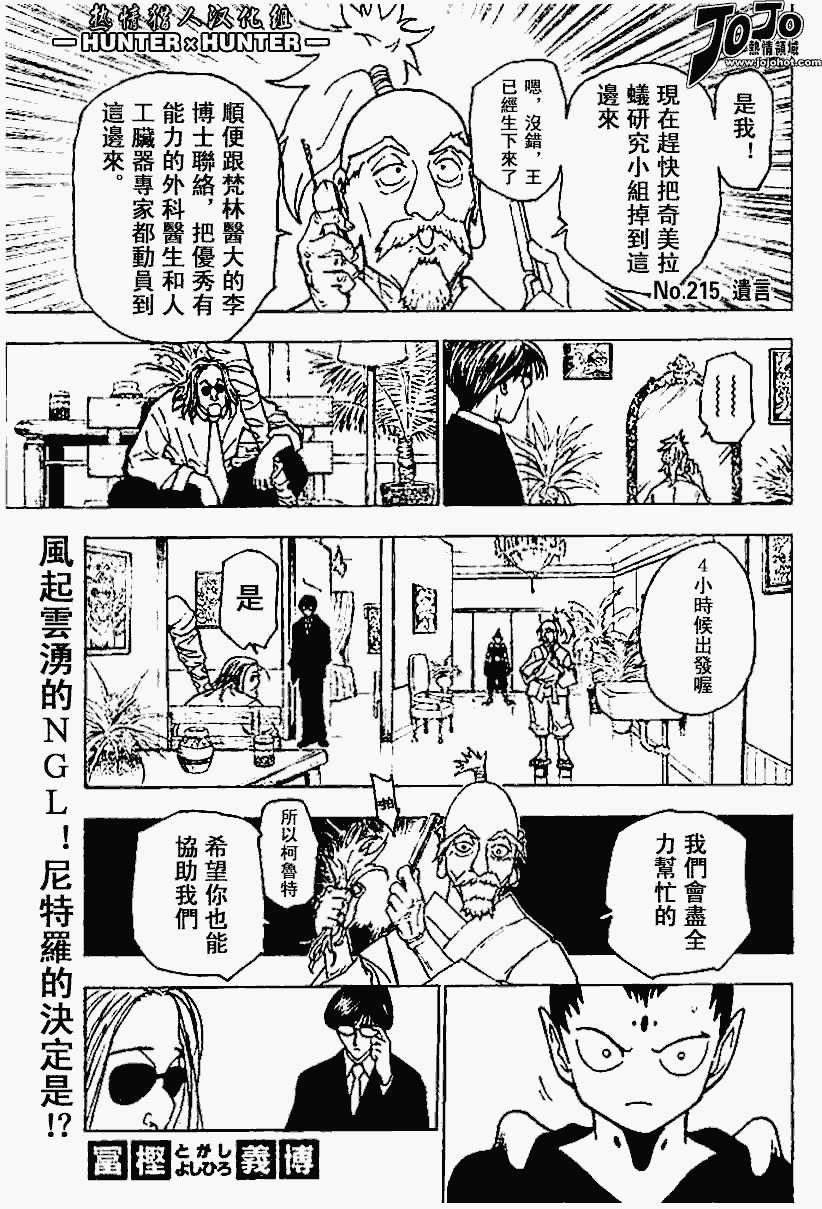 热情猎人汉化组
— HUNTER×HUNTER —
JOJO
熱情領域
www.jojohot.com
是我！
現在趕快把奇美拉
蟻研究小組掉到這
邊來
嗯，沒錯，王
已經生下來了
順便跟梵林醫大的李
博士聯絡，把優秀有
能力的外科醫生和人
工臟器專家都動員到
這邊來。
No.215 遺言
4小時候出發喔
是
我們會盡全
力幫忙的
拍
所以柯魯特
希望你也能
協助我們
風起雲湧的NGL！尼特羅的決定是!?
冨樫義博
とがし
よしひろ